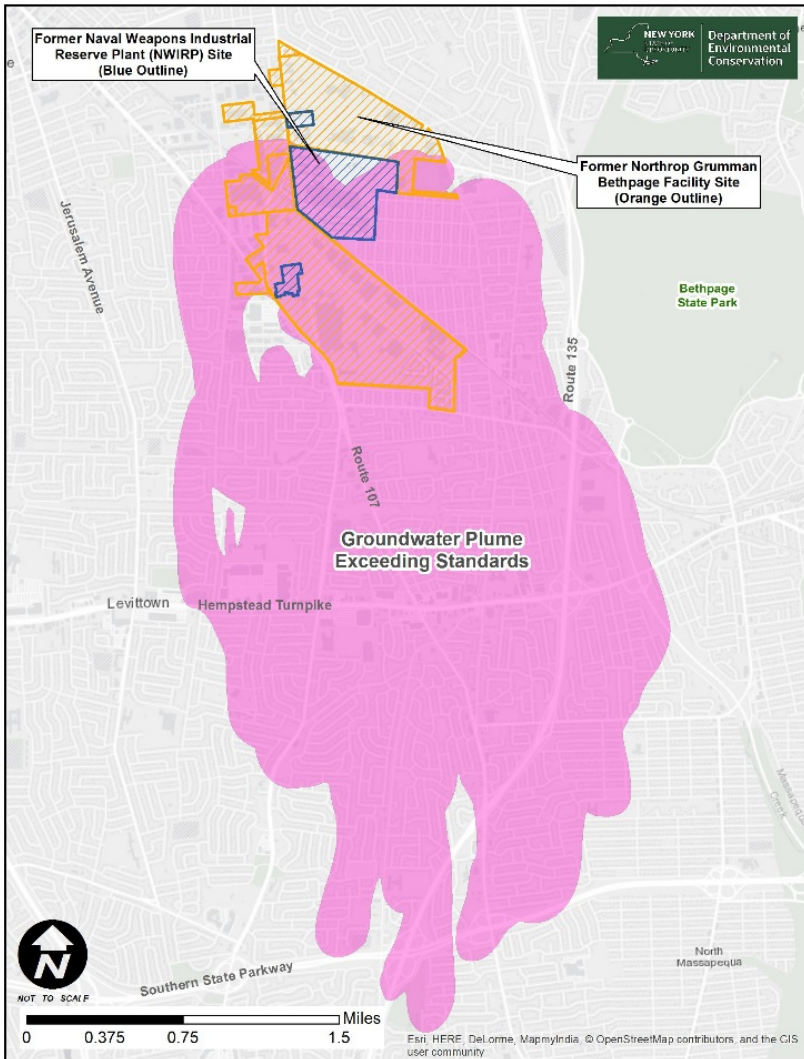 Former Naval Weapons Industrial
Reserve Plant (NWIRP) Site
(Blue Outline)
NEW YORK
Department of
Environmental
Conservation
Former Northrop Grumman
Bethpage Facility Site
(Orange Outline)
Jerusalem Avenue
Bethpage
State Park
Route 135
Route 107
Groundwater Plume
Exceeding Standards
Levittown
Hempstead Turnpike
Massapequa
Creek
N
NOT TO SCALE
Southern State Parkway
North
Massapequa
Miles
0 0.375 0.75 1.5
Esri, HERE, DeLorme, MapmyIndia, © OpenStreetMap contributors, and the GIS
user community